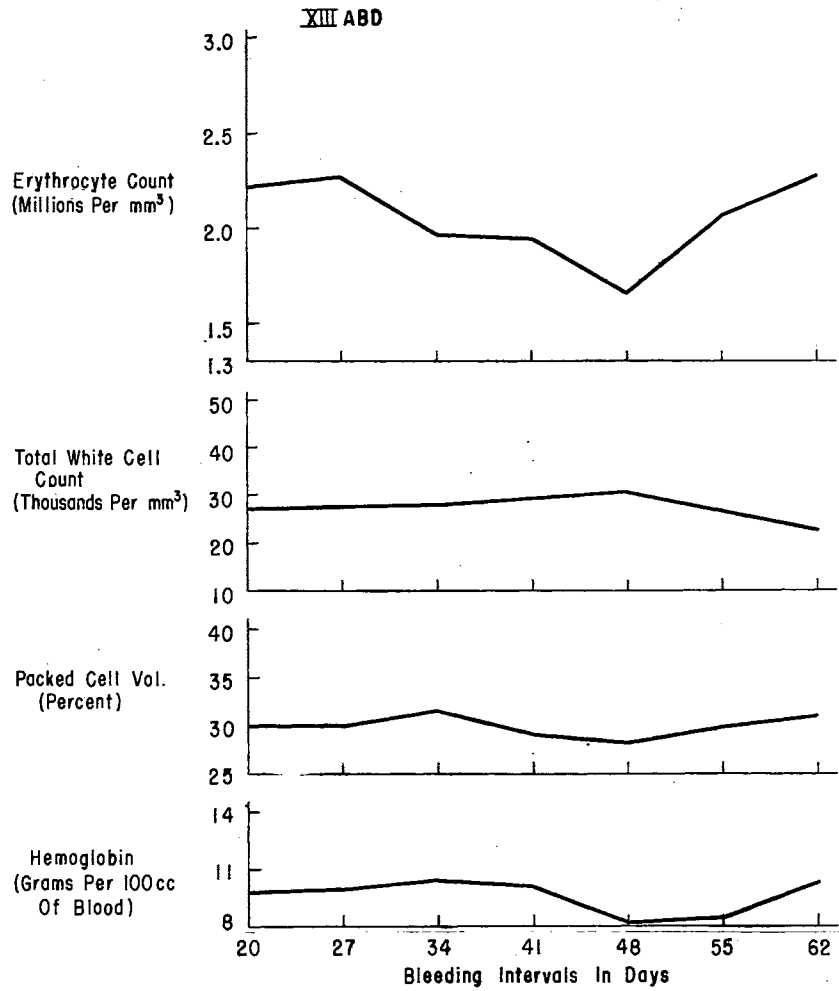 XIII ABD
3.0
2.5
Erythrocyte Count
(Millions Per mm³)
2.0
1.5
1.3
50
40
Total White Cell
Count
(Thousands Per mm³)
30
20
10
40
35
Packed Cell Vol.
(Percent)
30
25
14
Hemoglobin
(Grams Per 100cc
Of Blood)
11
8
20 27 34 41 48 55 62
Bleeding Intervals In Days